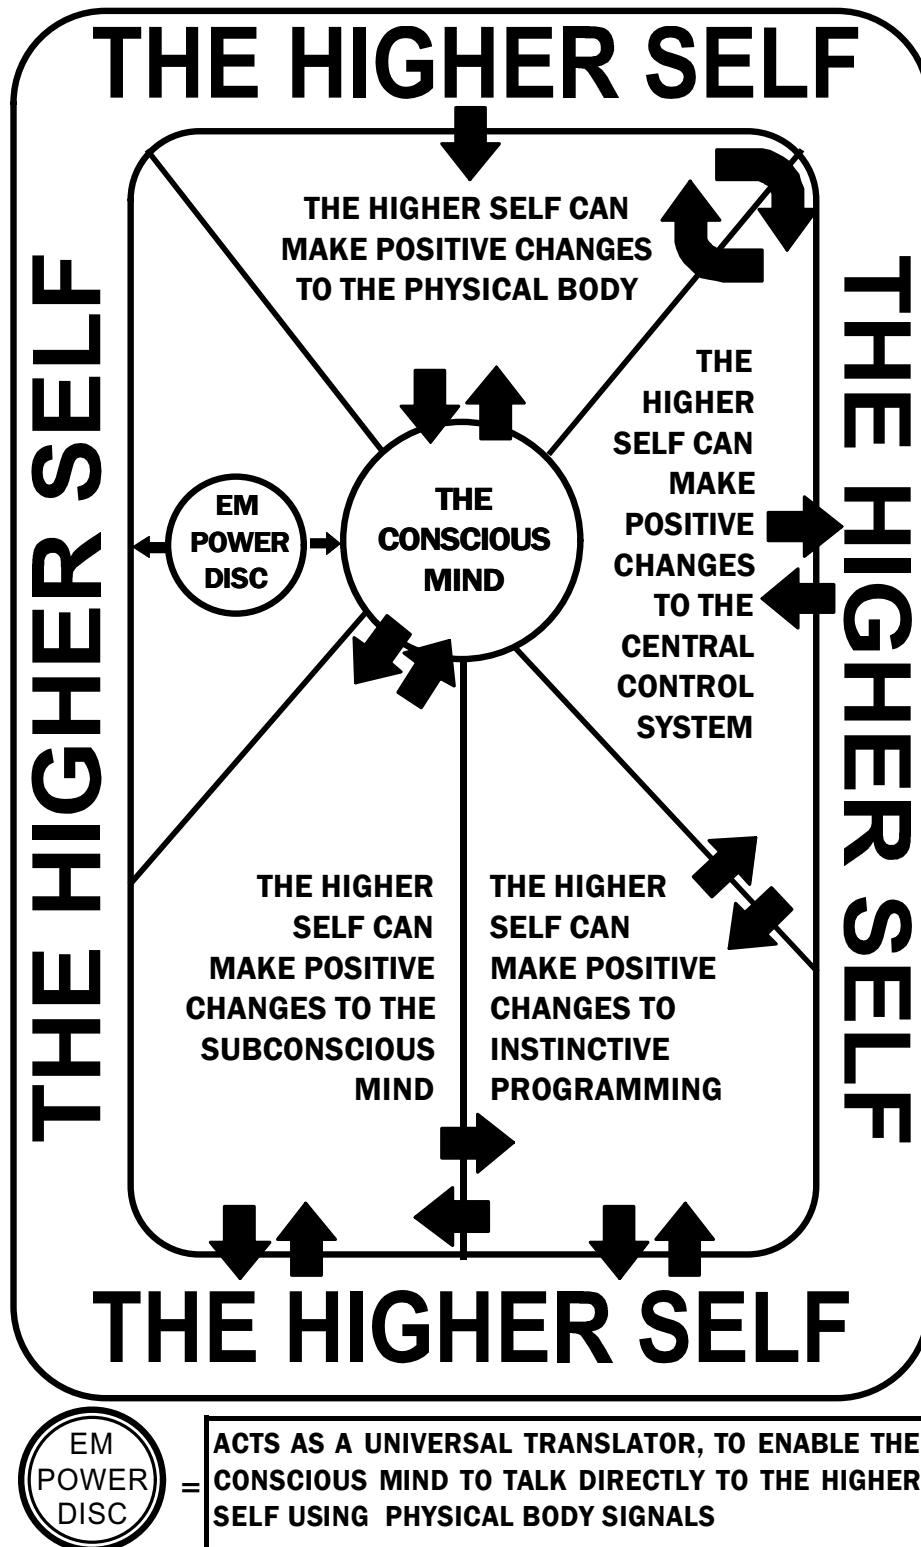 THE HIGHER SELF
THE HIGHER SELF CAN
MAKE POSITIVE CHANGES
TO THE PHYSICAL BODY
THE HIGHER SELF
THE HIGHER SELF
THE
HIGHER
SELF CAN
MAKE
POSITIVE
CHANGES
TO THE
CENTRAL
CONTROL
SYSTEM
EM
POWER
DISC
THE
CONSCIOUS
MIND
THE HIGHER
SELF CAN
MAKE POSITIVE
CHANGES TO THE
SUBCONSCIOUS
MIND
THE HIGHER
SELF CAN
MAKE POSITIVE
CHANGES TO
INSTINCTIVE
PROGRAMMING
THE HIGHER SELF
EM
POWER
DISC
=
ACTS AS A UNIVERSAL TRANSLATOR, TO ENABLE THE
CONSCIOUS MIND TO TALK DIRECTLY TO THE HIGHER
SELF USING PHYSICAL BODY SIGNALS